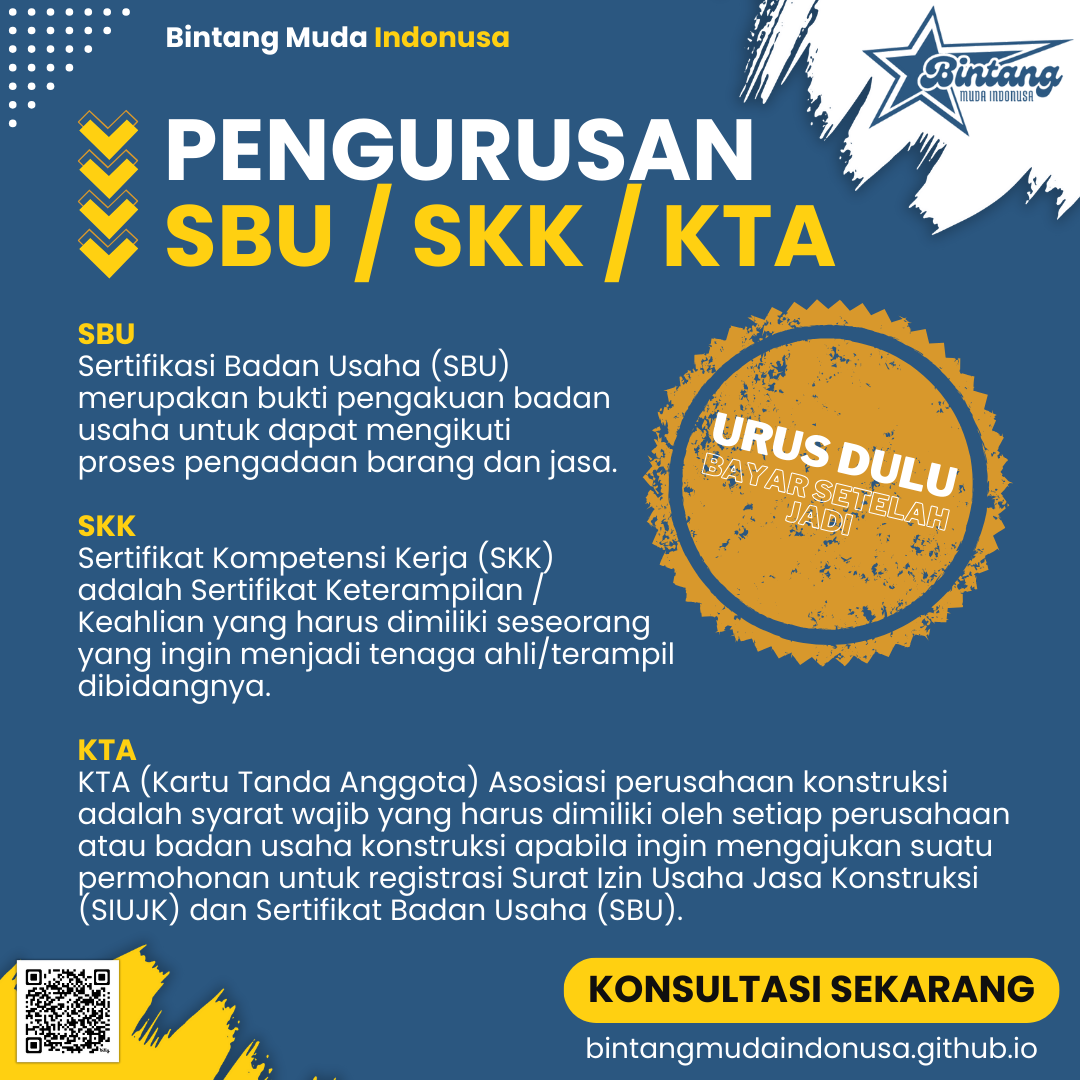 Bintang Muda Indonusa
Bintang
MUDA INDONUSA
PENGURUSAN
SBU / SKK / KTA
SBU
Sertifikasi Badan Usaha (SBU)
merupakan bukti pengakuan badan
usaha untuk dapat mengikuti
proses pengadaan barang dan jasa.
URUS DULU
BAYAR SETELAH
JADI
SKK
Sertifikat Kompetensi Kerja (SKK)
adalah Sertifikat Keterampilan /
Keahlian yang harus dimiliki seseorang
yang ingin menjadi tenaga ahli/terampil
dibidangnya.
KTA
KTA (Kartu Tanda Anggota) Asosiasi perusahaan konstruksi
adalah syarat wajib yang harus dimiliki oleh setiap perusahaan
atau badan usaha konstruksi apabila ingin mengajukan suatu
permohonan untuk registrasi Surat Izin Usaha Jasa Konstruksi
(SIUJK) dan Sertifikat Badan Usaha (SBU).
KONSULTASI SEKARANG
bintangmudaindonusa.github.io